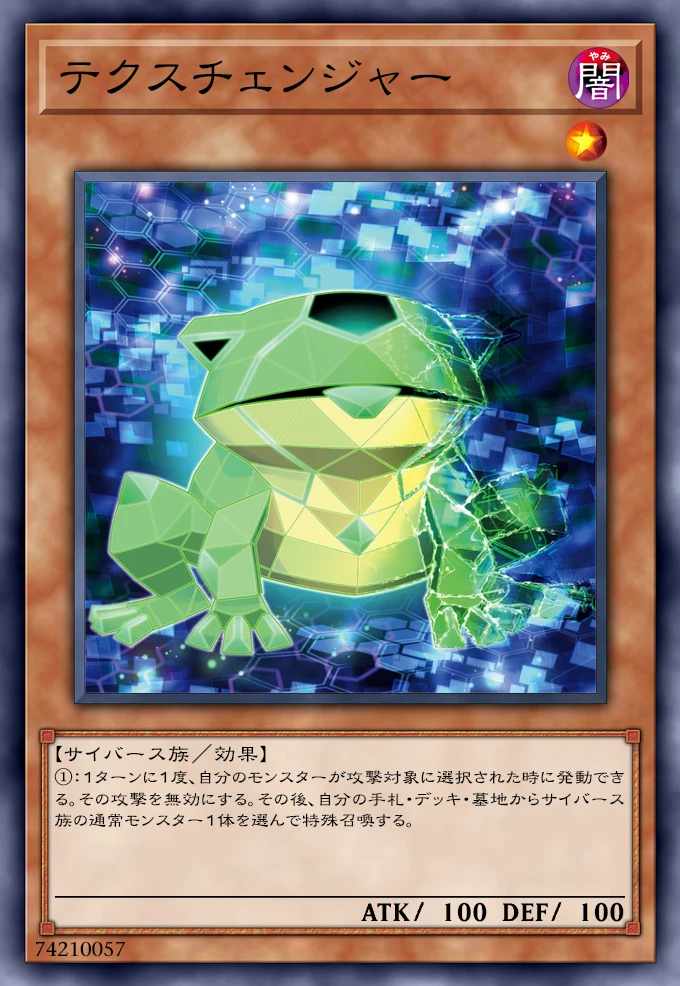 テクスチェンジャー
やみ
闇
【サイバース族／効果】
①：1ターンに1度、自分のモンスターが攻撃対象に選択された時に発動でき
る。その攻撃を無効にする。その後、自分の手札・デッキ・墓地からサイバース
族の通常モンスター1体を選んで特殊召喚する。
ATK/ 100 DEF/ 100
74210057